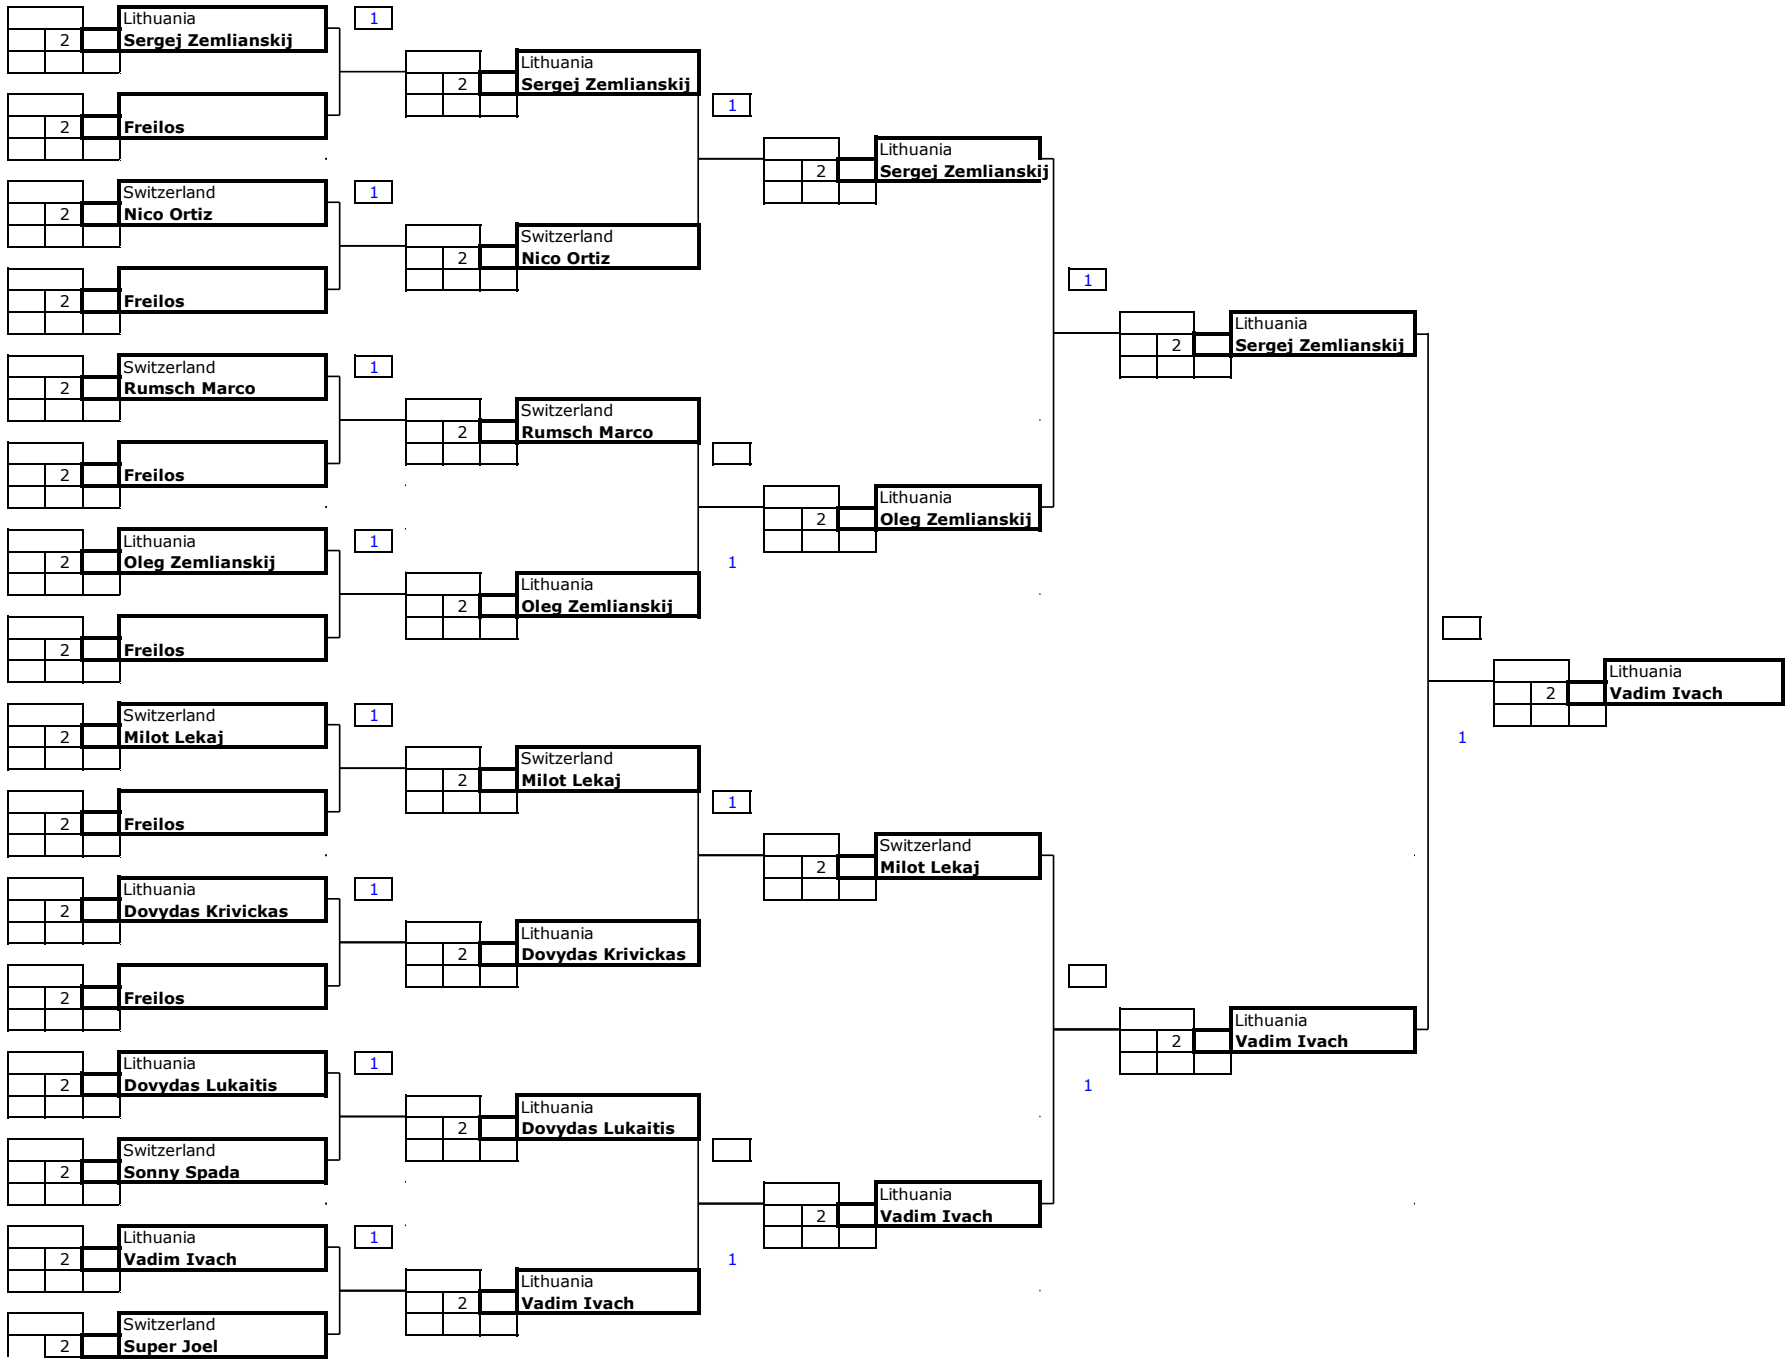 Lithuania
1
2
Sergej Zemlianskij
Lithuania
2
Sergej Zemlianskij
1
2
Freilos
Lithuania
2
Sergej Zemlianskij
Switzerland
1
2
Nico Ortiz
Switzerland
2
Nico Ortiz
1
2
Freilos
Lithuania
2
Sergej Zemlianskij
Switzerland
1
2
Rumsch Marco
Switzerland
2
Rumsch Marco
2
Freilos
Lithuania
2
Oleg Zemlianskij
Lithuania
1
2
Oleg Zemlianskij
1
Lithuania
2
Oleg Zemlianskij
2
Freilos
Lithuania
2
Vadim Ivach
Switzerland
1
2
Milot Lekaj
1
Switzerland
2
Milot Lekaj
1
2
Freilos
Switzerland
2
Milot Lekaj
Lithuania
1
2
Dovydas Krivickas
Lithuania
2
Dovydas Krivickas
2
Freilos
Lithuania
2
Vadim Ivach
Lithuania
1
2
Dovydas Lukaitis
1
Lithuania
2
Dovydas Lukaitis
Switzerland
2
Sonny Spada
Lithuania
2
Vadim Ivach
Lithuania
1
2
Vadim Ivach
1
Lithuania
2
Vadim Ivach
Switzerland
2
Super Joel